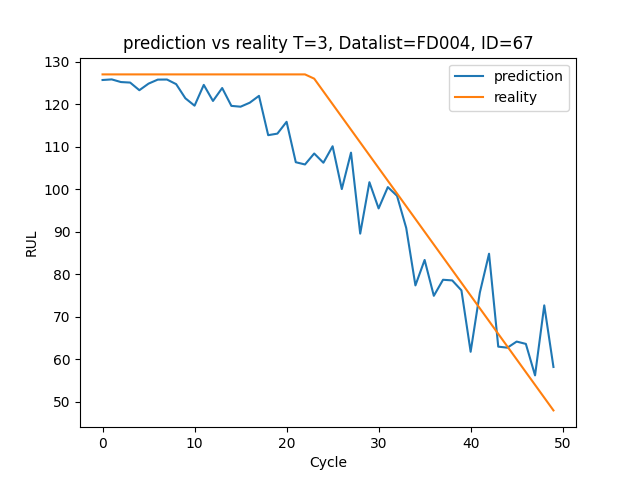 prediction vs reality T=3, Datalist=FD004, ID=67
prediction
reality
RUL
130
120
110
100
90
80
70
60
50
0 10 20 30 40 50
Cycle